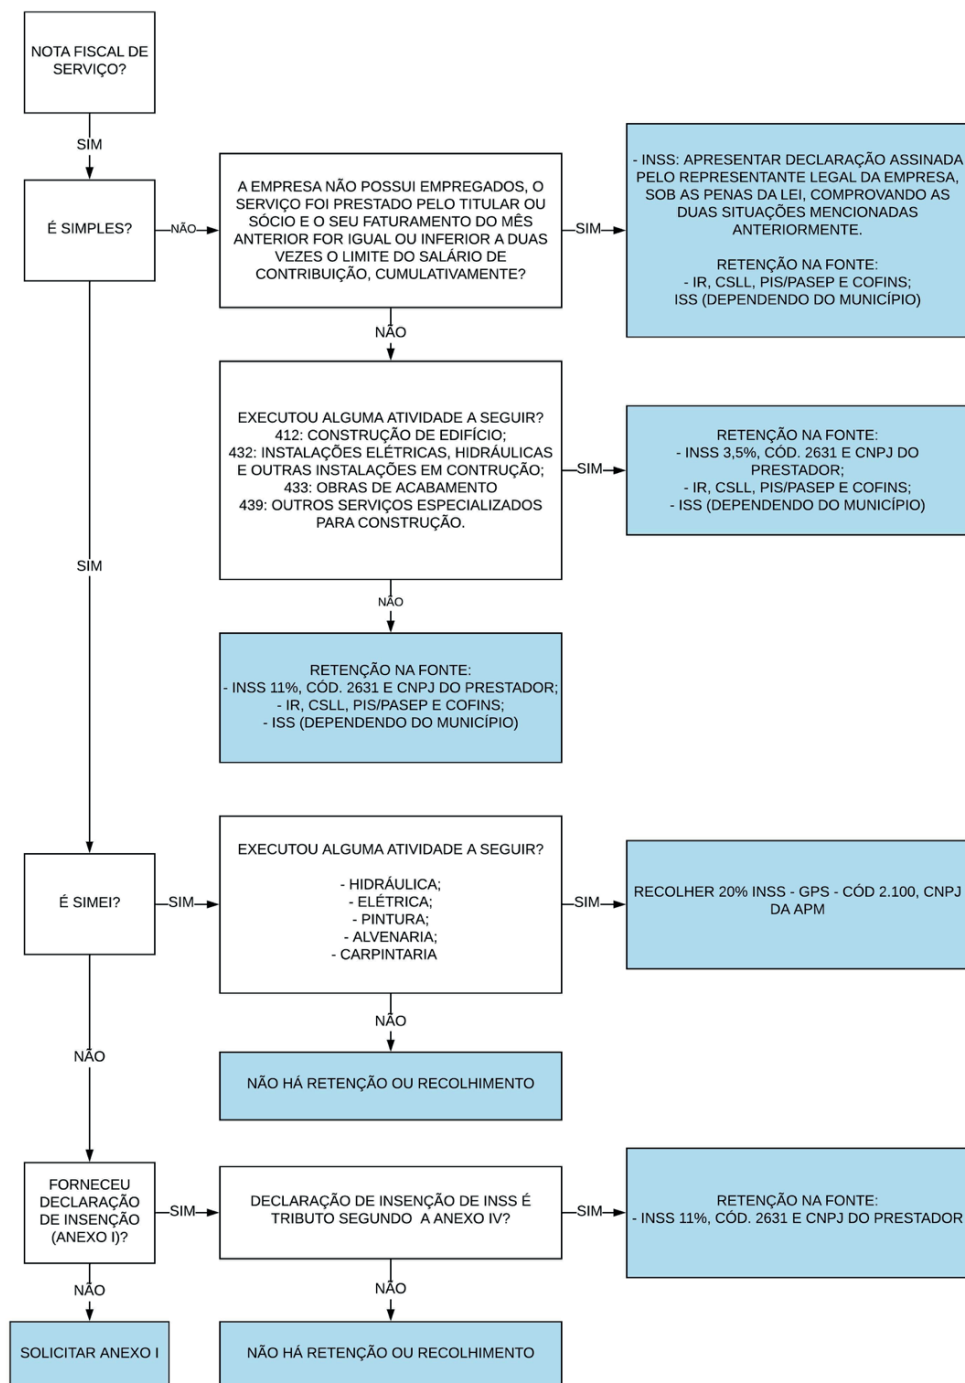 NOTA FISCAL DE
SERVIÇO?
SIM
É SIMPLES?
NÃO
A EMPRESA NÃO POSSUI EMPREGADOS, O
SERVIÇO FOI PRESTADO PELO TITULAR OU
SÓCIO E O SEU FATURAMENTO DO MÊS
ANTERIOR FOR IGUAL OU INFERIOR A DUAS
VEZES O LIMITE DO SALÁRIO DE
CONTRIBUIÇÃO, CUMULATIVAMENTE?
SIM
- INSS: APRESENTAR DECLARAÇÃO ASSINADA
PELO REPRESENTANTE LEGAL DA EMPRESA,
SOB AS PENAS DA LEI, COMPROVANDO AS
DUAS SITUAÇÕES MENCIONADAS
ANTERIORMENTE.
RETENÇÃO NA FONTE:
- IR, CSLL, PIS/PASEP E COFINS;
ISS (DEPENDENDO DO MUNICÍPIO)
NÃO
EXECUTOU ALGUMA ATIVIDADE A SEGUIR?
412: CONSTRUÇÃO DE EDIFÍCIO;
432: INSTALAÇÕES ELÉTRICAS, HIDRÁULICAS
E OUTRAS INSTALAÇÕES EM CONTRUÇÃO;
433: OBRAS DE ACABAMENTO
439: OUTROS SERVIÇOS ESPECIALIZADOS
PARA CONSTRUÇÃO.
SIM
RETENÇÃO NA FONTE:
- INSS 3,5%, CÓD. 2631 E CNPJ DO
PRESTADOR;
- IR, CSLL, PIS/PASEP E COFINS;
- ISS (DEPENDENDO DO MUNICÍPIO)
SIM
NÃO
RETENÇÃO NA FONTE:
- INSS 11%, CÓD. 2631 E CNPJ DO PRESTADOR;
- IR, CSLL, PIS/PASEP E COFINS;
- ISS (DEPENDENDO DO MUNICÍPIO)
É SIMEI?
SIM
EXECUTOU ALGUMA ATIVIDADE A SEGUIR?
- HIDRÁULICA;
- ELÉTRICA;
- PINTURA;
- ALVENARIA;
- CARPINTARIA
SIM
RECOLHER 20% INSS - GPS - CÓD 2.100, CNPJ
DA APM
NÃO
NÃO
NÃO HÁ RETENÇÃO OU RECOLHIMENTO
FORNECEU
DECLARAÇÃO
DE INSENÇÃO
(ANEXO I)?
SIM
DECLARAÇÃO DE INSENÇÃO DE INSS É
TRIBUTO SEGUNDO A ANEXO IV?
SIM
RETENÇÃO NA FONTE:
- INSS 11%, CÓD. 2631 E CNPJ DO PRESTADOR
NÃO
NÃO
SOLICITAR ANEXO I
NÃO HÁ RETENÇÃO OU RECOLHIMENTO